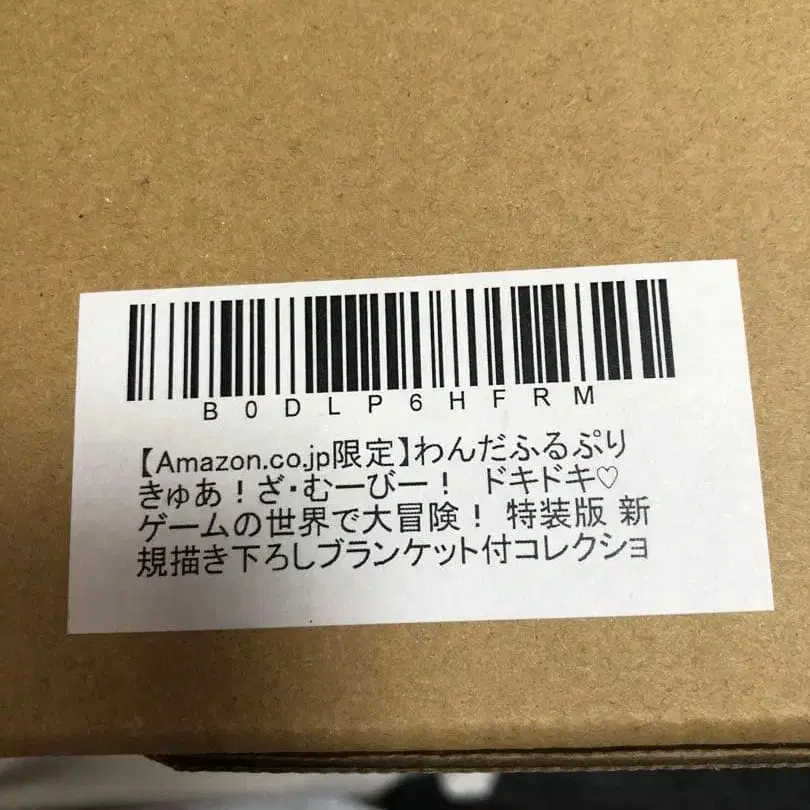 B0DLP6HFRM
【Amazon.co.jp限定】わんだふるぷり
きゅあ！ざ・むーびー！ ドキドキ♡
ゲームの世界で大冒険！ 特装版 新
規描き下ろしブランケット付コレクショ